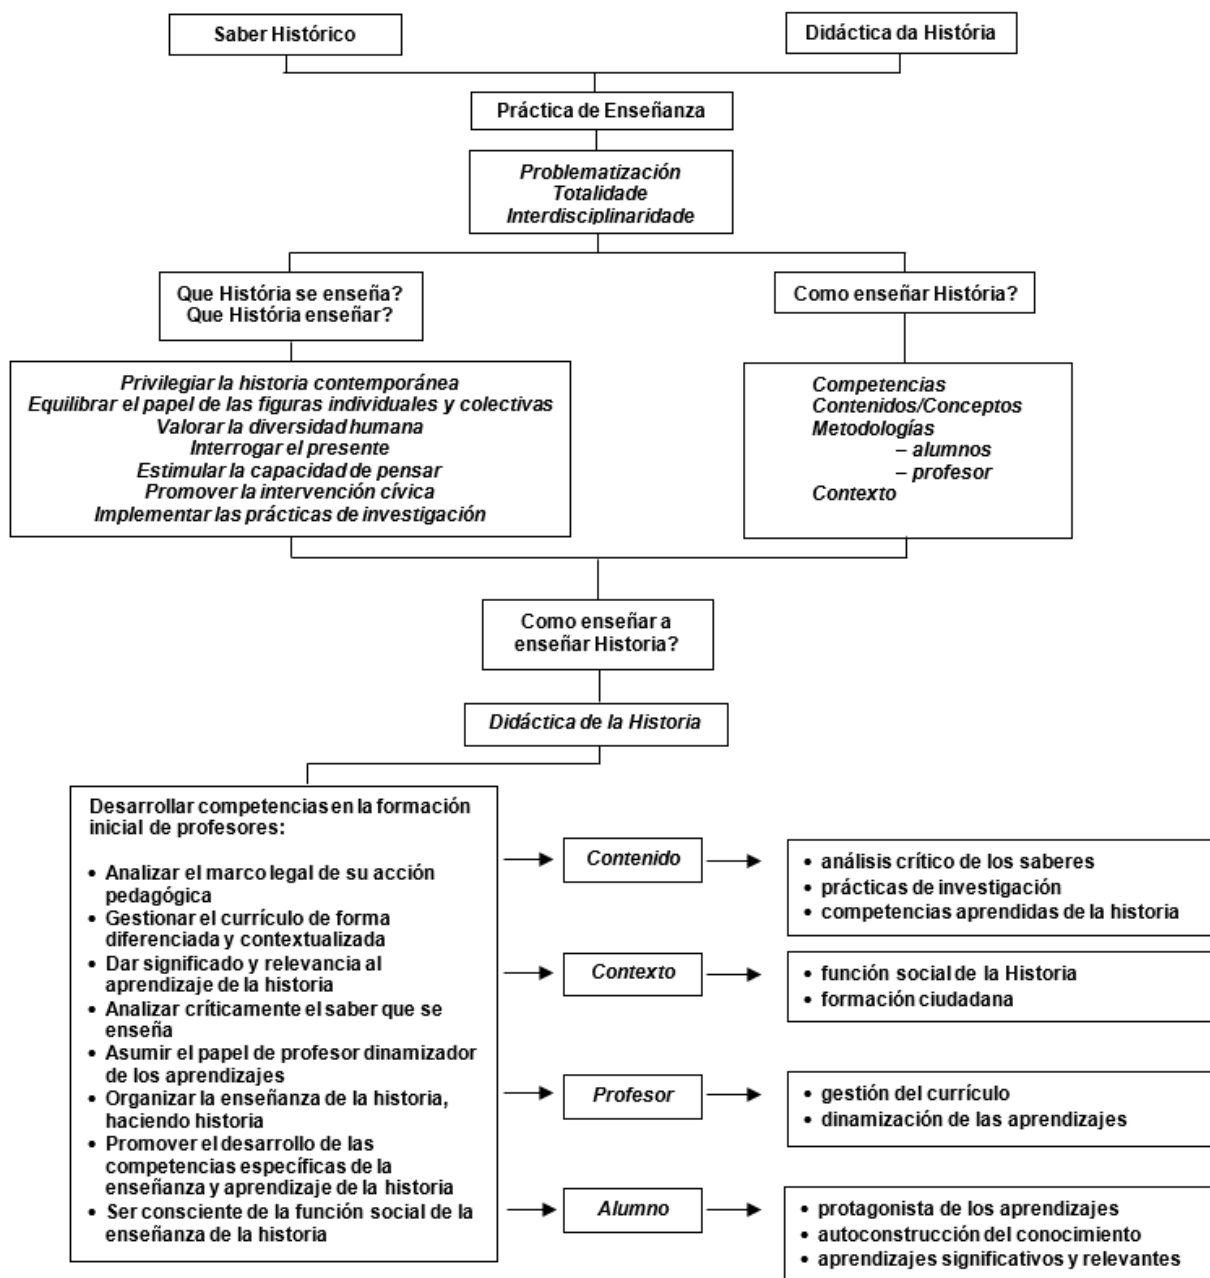 Saber Histórico
Didáctica da História
Práctica de Enseñanza
Problematización
Totalidade
Interdisciplinaridade
Que História se enseña?
Que História enseñar?
Como enseñar História?
Privilegiar la historia contemporánea
Equilibrar el papel de las figuras individuales y colectivas
Valorar la diversidad humana
Interrogar el presente
Estimular la capacidad de pensar
Promover la intervención cívica
Implementar las prácticas de investigación
Competencias
Contenidos/Conceptos
Metodologías
– alumnos
– profesor
Contexto
Como enseñar a
enseñar Historia?
Didáctica de la Historia
Desarrollar competencias en la formación
inicial de profesores:
• Analizar el marco legal de su acción
pedagógica
• Gestionar el currículo de forma
diferenciada y contextualizada
• Dar significado y relevancia al
aprendizaje de la historia
• Analizar críticamente el saber que se
enseña
• Asumir el papel de profesor dinamizador
de los aprendizajes
• Organizar la enseñanza de la historia,
haciendo historia
• Promover el desarrollo de las
competencias específicas de la
enseñanza y aprendizaje de la historia
• Ser consciente de la función social de la
enseñanza de la historia
Contenido
• análisis crítico de los saberes
• prácticas de investigación
• competencias aprendidas de la historia
Contexto
• función social de la Historia
• formación ciudadana
Profesor
• gestión del currículo
• dinamización de las aprendizajes
Alumno
• protagonista de los aprendizajes
• autoconstrucción del conocimiento
• aprendizajes significativos y relevantes